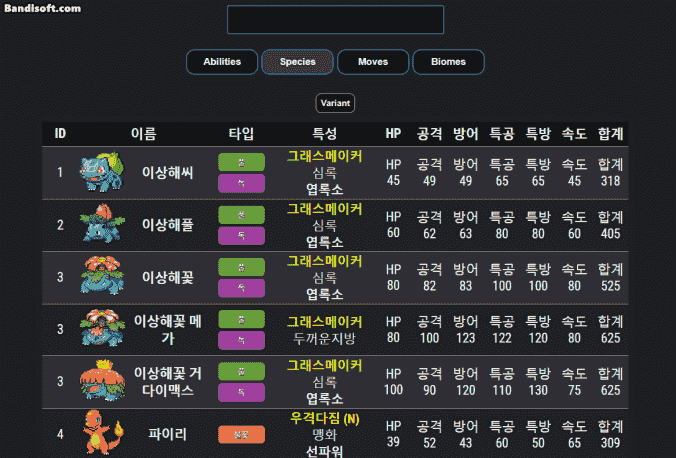 Bandisoft.com
Abilities Species Moves Biomes
Variant
ID 이름 타입 특성 HP 공격 방어 특공 특방 속도 합계
1 이상해씨 풀 독 그래스메이커 심록 엽록소 HP 45 공격 49 방어 49 특공 65 특방 65 속도 45 합계 318
2 이상해풀 풀 독 그래스메이커 심록 엽록소 HP 60 공격 62 방어 63 특공 80 특방 80 속도 60 합계 405
3 이상해꽃 풀 독 그래스메이커 심록 엽록소 HP 80 공격 82 방어 83 특공 100 특방 100 속도 80 합계 525
3 이상해꽃 메가 풀 독 그래스메이커 두꺼운지방 HP 80 공격 100 방어 123 특공 122 특방 120 속도 80 합계 625
3 이상해꽃 거다이맥스 풀 독 그래스메이커 심록 엽록소 HP 100 공격 90 방어 120 특공 110 특방 130 속도 75 합계 625
4 파이리 불꽃 우격다짐 (N) 맹화 선파워 HP 39 공격 52 방어 43 특공 60 특방 50 속도 65 합계 309